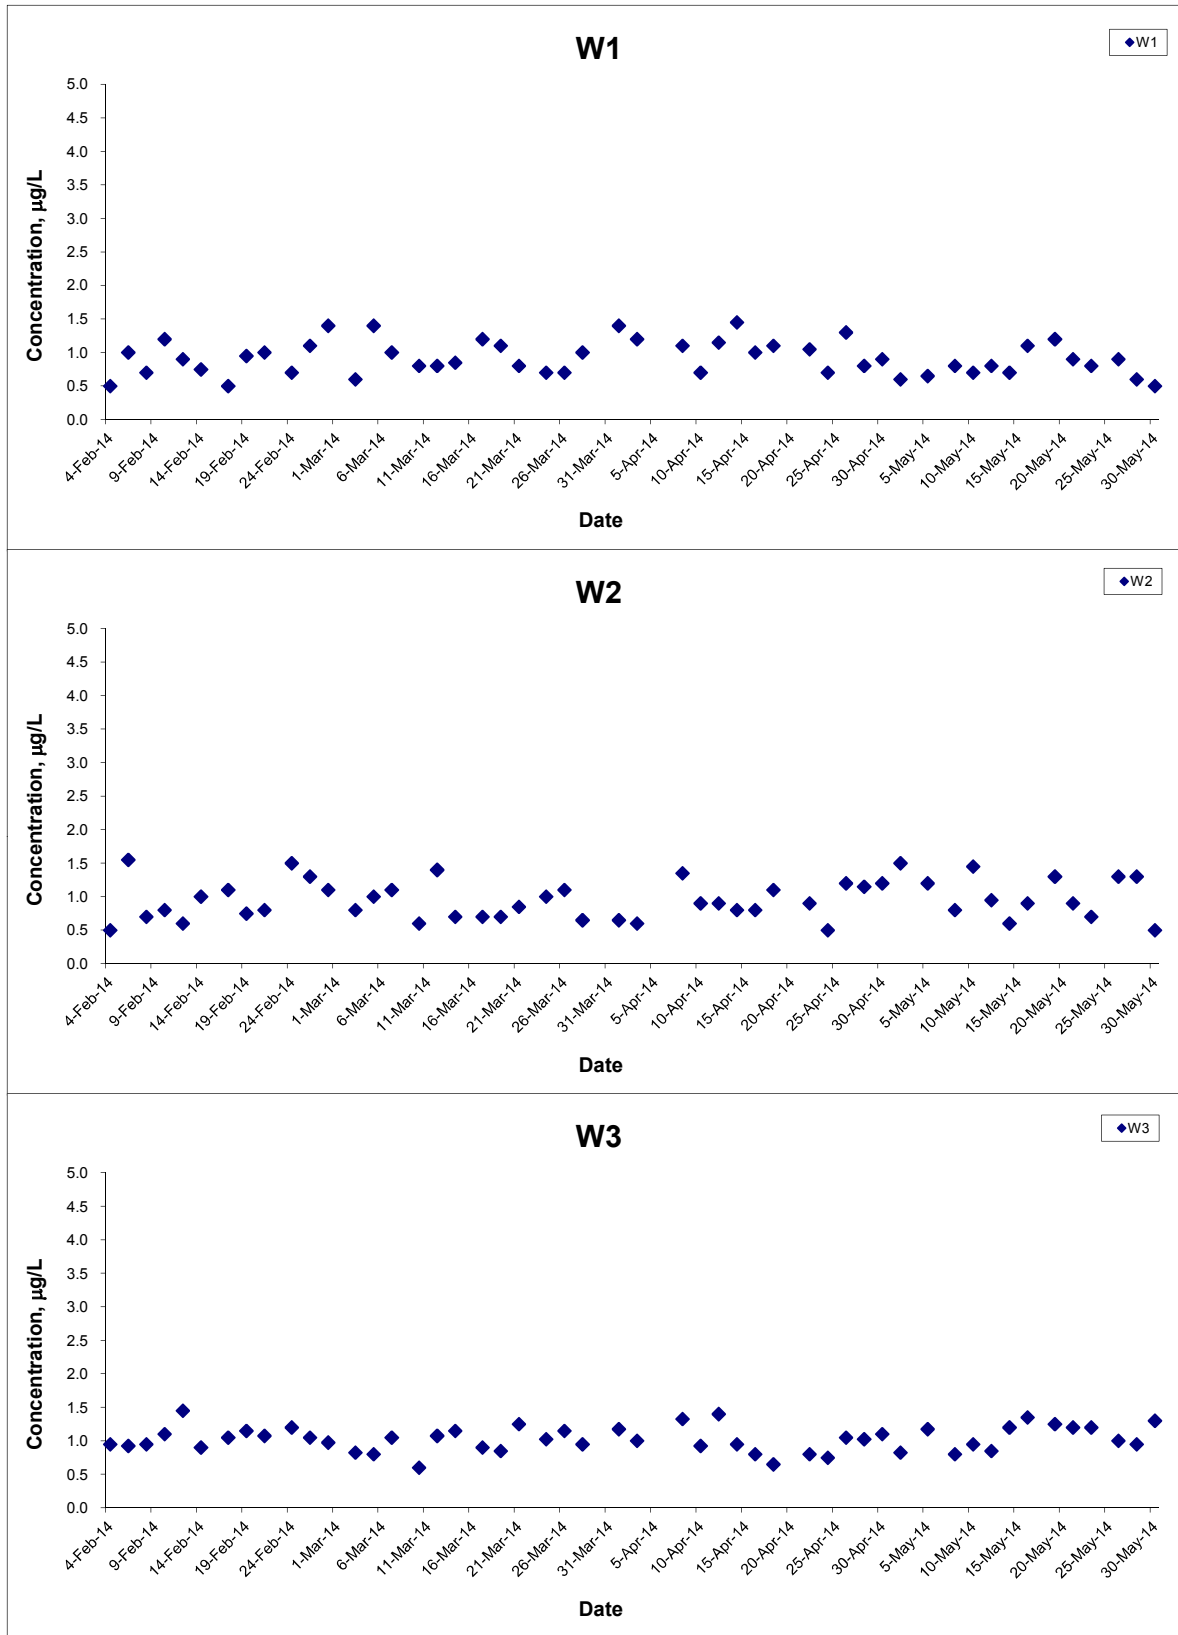 W1
W1
5.0
4.5
4.0
3.5
3.0
2.5
2.0
1.5
1.0
0.5
0.0
Concentration, µg/L
4-Feb-14
9-Feb-14
14-Feb-14
19-Feb-14
24-Feb-14
1-Mar-14
6-Mar-14
11-Mar-14
16-Mar-14
21-Mar-14
26-Mar-14
31-Mar-14
5-Apr-14
10-Apr-14
15-Apr-14
20-Apr-14
25-Apr-14
30-Apr-14
5-May-14
10-May-14
15-May-14
20-May-14
25-May-14
30-May-14
Date
W2
W2
5.0
4.5
4.0
3.5
3.0
2.5
2.0
1.5
1.0
0.5
0.0
Concentration, µg/L
4-Feb-14
9-Feb-14
14-Feb-14
19-Feb-14
24-Feb-14
1-Mar-14
6-Mar-14
11-Mar-14
16-Mar-14
21-Mar-14
26-Mar-14
31-Mar-14
5-Apr-14
10-Apr-14
15-Apr-14
20-Apr-14
25-Apr-14
30-Apr-14
5-May-14
10-May-14
15-May-14
20-May-14
25-May-14
30-May-14
Date
W3
W3
5.0
4.5
4.0
3.5
3.0
2.5
2.0
1.5
1.0
0.5
0.0
Concentration, µg/L
4-Feb-14
9-Feb-14
14-Feb-14
19-Feb-14
24-Feb-14
1-Mar-14
6-Mar-14
11-Mar-14
16-Mar-14
21-Mar-14
26-Mar-14
31-Mar-14
5-Apr-14
10-Apr-14
15-Apr-14
20-Apr-14
25-Apr-14
30-Apr-14
5-May-14
10-May-14
15-May-14
20-May-14
25-May-14
30-May-14
Date